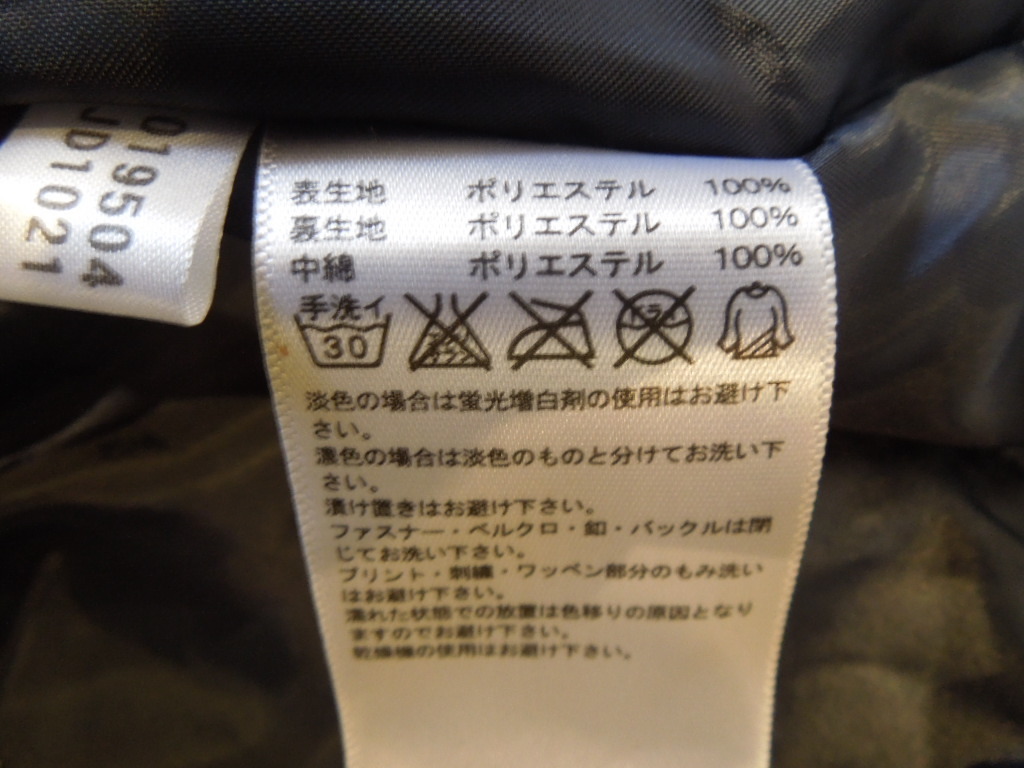 019504
JD1021
表生地 ポリエステル 100%
裏生地 ポリエステル 100%
中綿 ポリエステル 100%
手洗イ
30
淡色の場合は蛍光増白剤の使用はお避け下
さい。
濃色の場合は淡色のものと分けてお洗い下
さい。
漬け置きはお避け下さい。
ファスナー・ベルクロ・釦・バックルは閉
じてお洗い下さい。
プリント・刺繍・ワッペン部分のもみ洗い
はお避け下さい。
濡れた状態での放置は色移りの原因となり
ますのでお避け下さい。
乾燥機の使用はお避け下さい。